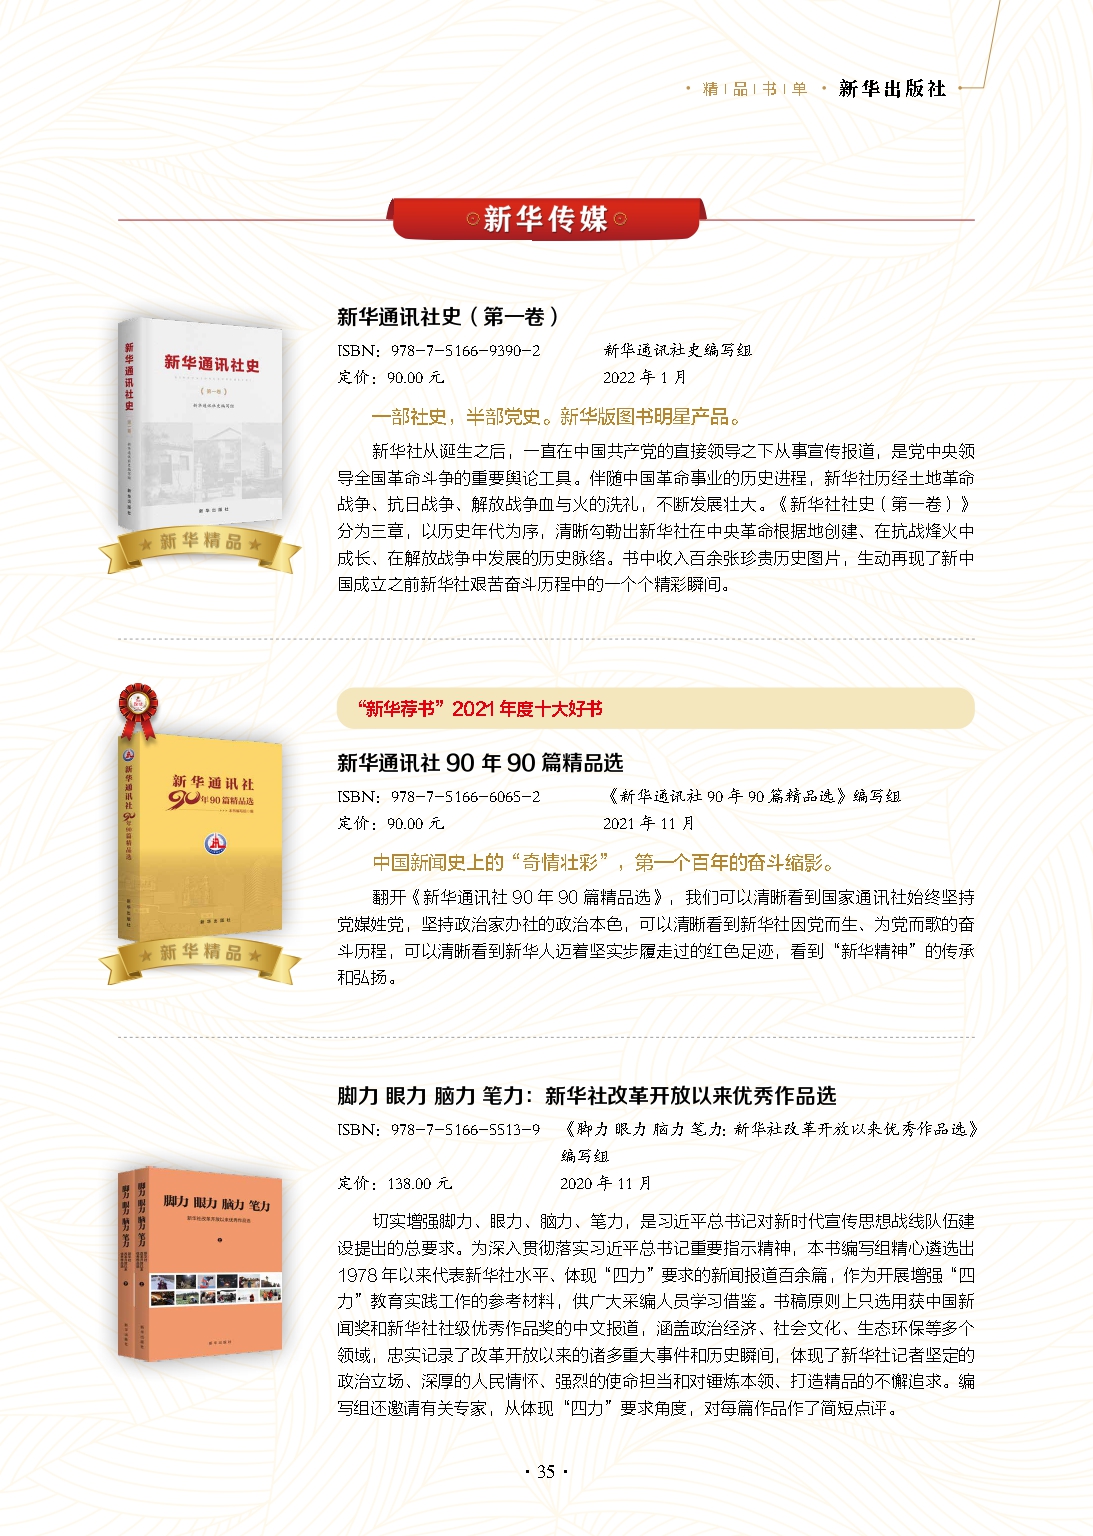 精 | 品 | 书 | 单 · 新华出版社
新华传媒
新华通讯社史
新华通讯社史
（第一卷）
新华通讯社史编写组
新华出版社
新华精品
新华通讯社史（第一卷）
ISBN：978-7-5166-9390-2 新华通讯社史编写组
定价：90.00 元 2022 年 1 月
一部社史，半部党史。新华版图书明星产品。
新华社从诞生之后，一直在中国共产党的直接领导之下从事宣传报道，是党中央领
导全国革命斗争的重要舆论工具。伴随中国革命事业的历史进程，新华社历经土地革命
战争、抗日战争、解放战争血与火的洗礼，不断发展壮大。《新华社社史（第一卷）》
分为三章，以历史年代为序，清晰勾勒出新华社在中央革命根据地创建、在抗战烽火中
成长、在解放战争中发展的历史脉络。书中收入百余张珍贵历史图片，生动再现了新中
国成立之前新华社艰苦奋斗历程中的一个个精彩瞬间。
新华通讯社90年90篇精品选
新华通讯社
90年90篇精品选
新华出版社
新华精品
“新华荐书”2021 年度十大好书
新华通讯社 90 年 90 篇精品选
ISBN：978-7-5166-6065-2 《新华通讯社 90 年 90 篇精品选》编写组
定价：90.00 元 2021 年 11 月
中国新闻史上的“奇情壮彩”，第一个百年的奋斗缩影。
翻开《新华通讯社 90 年 90 篇精品选》，我们可以清晰看到国家通讯社始终坚持
党媒姓党，坚持政治家办社的政治本色，可以清晰看到新华社因党而生、为党而歌的奋
斗历程，可以清晰看到新华人迈着坚实步履走过的红色足迹，看到“新华精神”的传承
和弘扬。
脚力 眼力 脑力 笔力
脚力 眼力 脑力 笔力
脚力 眼力 脑力 笔力
新华社改革开放以来优秀作品选
新华出版社
脚力 眼力 脑力 笔力：新华社改革开放以来优秀作品选
ISBN：978-7-5166-5513-9 《脚力 眼力 脑力 笔力：新华社改革开放以来优秀作品选》
编写组
定价：138.00 元 2020 年 11 月
切实增强脚力、眼力、脑力、笔力，是习近平总书记对新时代宣传思想战线队伍建
设提出的总要求。为深入贯彻落实习近平总书记重要指示精神，本书编写组精心遴选出
1978 年以来代表新华社水平、体现“四力”要求的新闻报道百余篇，作为开展增强“四
力”教育实践工作的参考材料，供广大采编人员学习借鉴。书稿原则上只选用获中国新
闻奖和新华社社级优秀作品奖的中文报道，涵盖政治经济、社会文化、生态环保等多个
领域，忠实记录了改革开放以来的诸多重大事件和历史瞬间，体现了新华社记者坚定的
政治立场、深厚的人民情怀、强烈的使命担当和对锤炼本领、打造精品的不懈追求。编
写组还邀请有关专家，从体现“四力”要求角度，对每篇作品作了简短点评。
· 35 ·